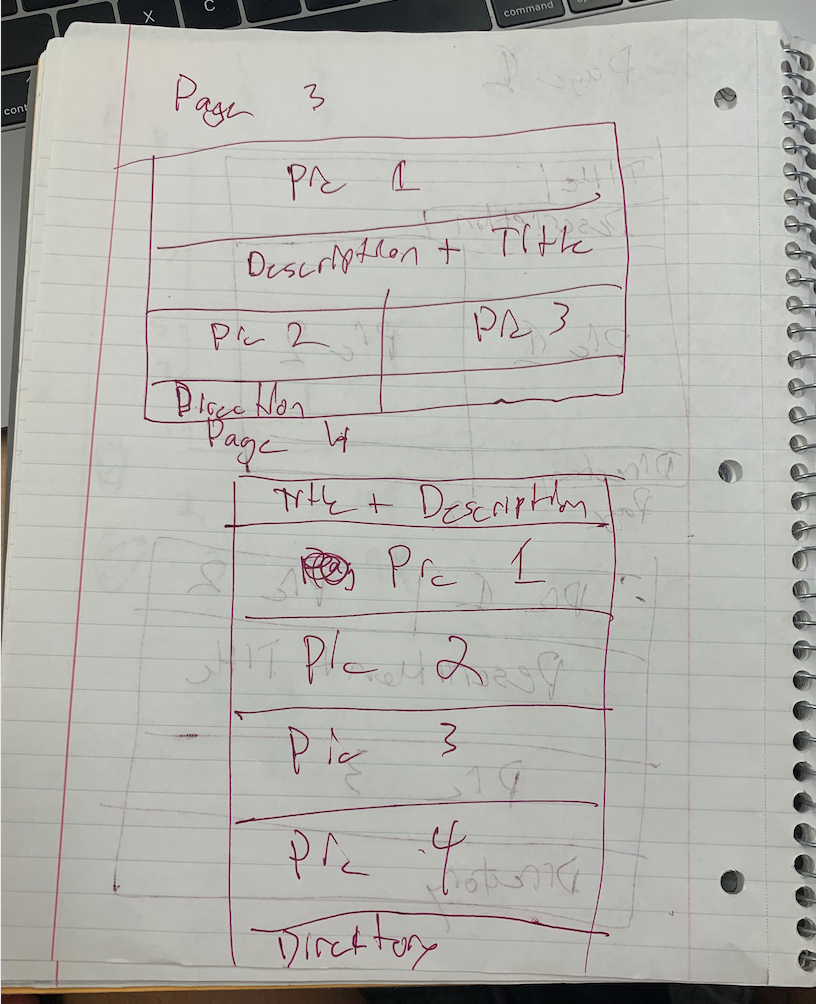 X C command
cont
Page 3
Pic 1
Description + Title
Pic 2 Pic 3
Direction
Page 4
Title + Description
Pic 1
Pic 2
Pic 3
Pic 4
Directory